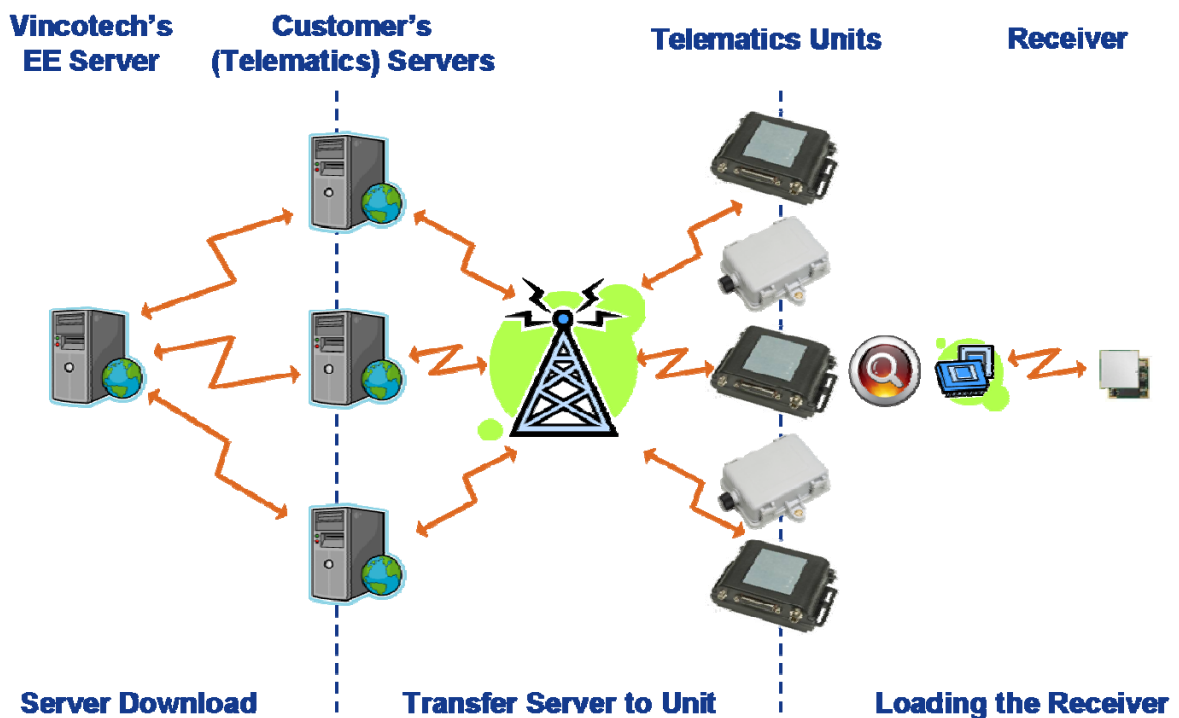 Vincotech's
EE Server
Customer's
(Telematics) Servers
Telematics Units
Receiver
Server Download
Transfer Server to Unit
Loading the Receiver